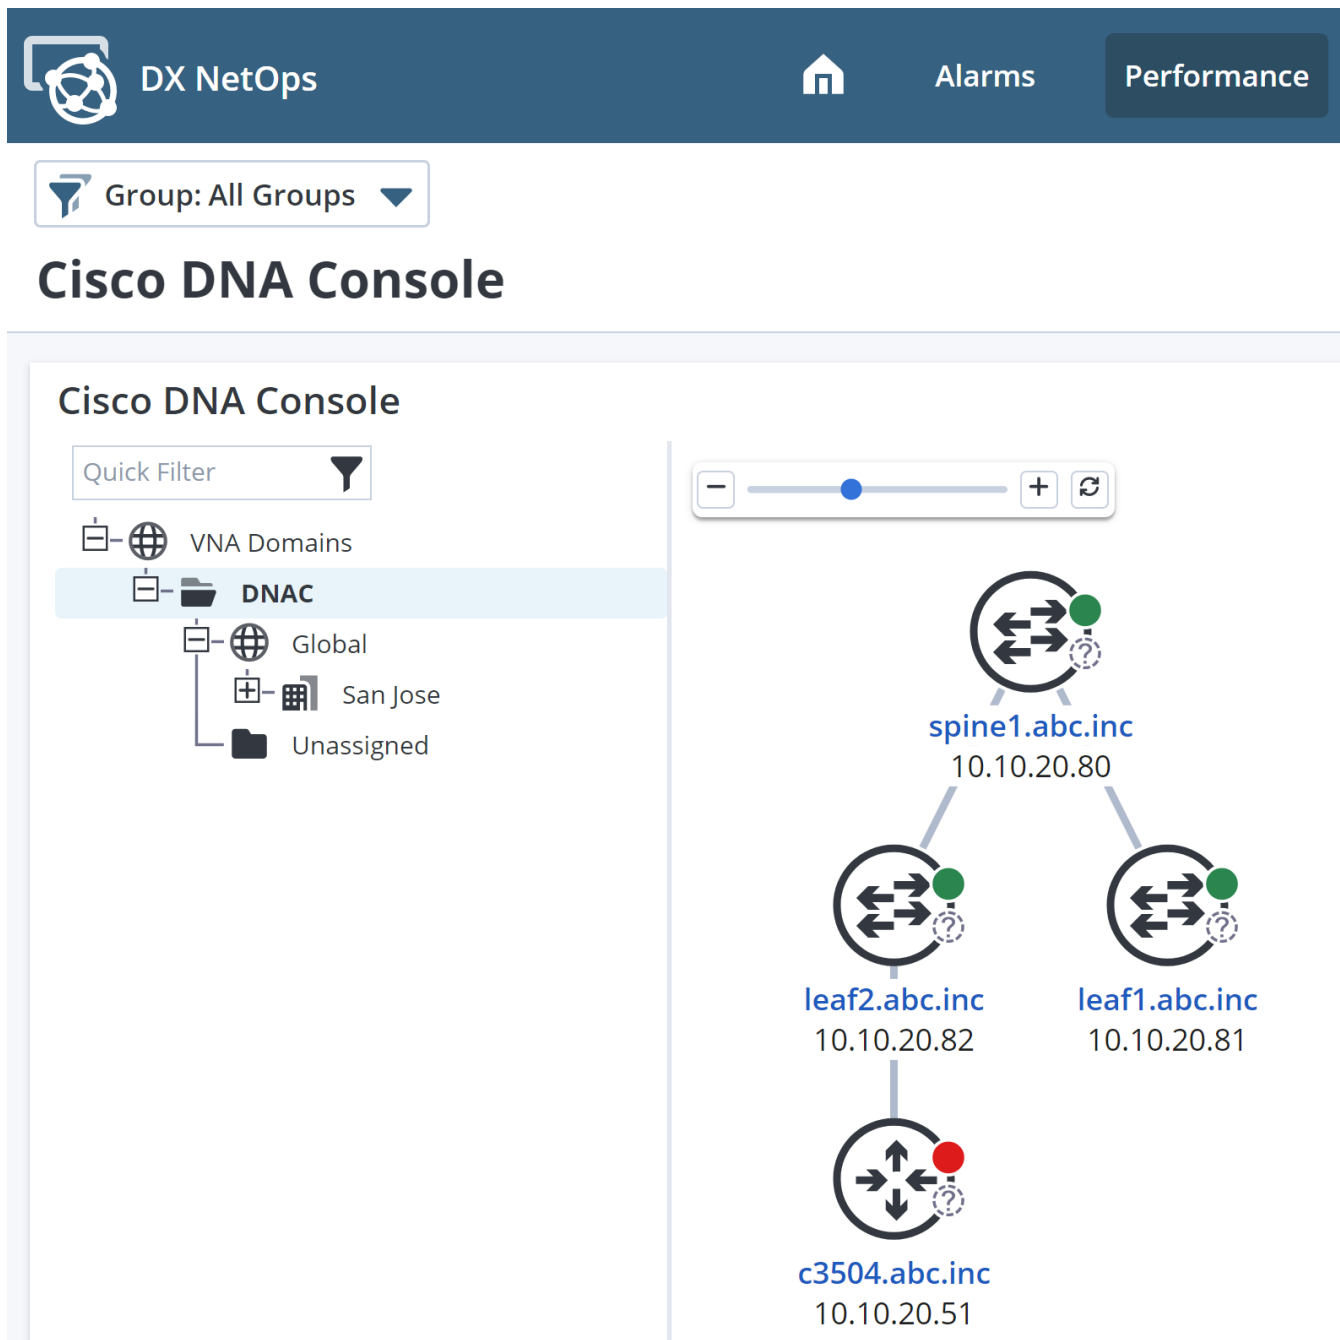 DX NetOps
Alarms
Performance
Group: All Groups
Cisco DNA Console
Cisco DNA Console
Quick Filter
VNA Domains
DNAC
Global
San Jose
Unassigned
spine1.abc.inc
10.10.20.80
leaf2.abc.inc
10.10.20.82
leaf1.abc.inc
10.10.20.81
c3504.abc.inc
10.10.20.51